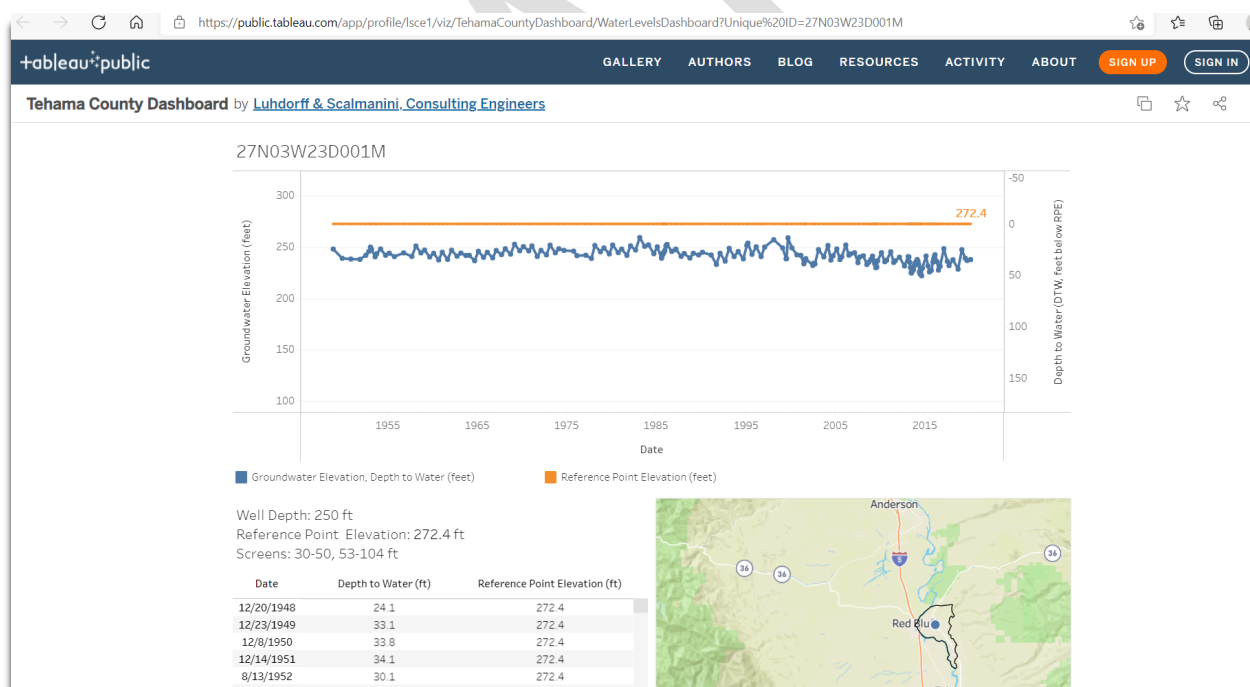 https://public.tableau.com/app/profile/lsce1/viz/TehamaCountyDashboard/WaterLevelsDashboard?Unique%20ID=27N03W23D001M
+ableau public GALLERY AUTHORS BLOG RESOURCES ACTIVITY ABOUT SIGN UP SIGN IN
Tehama County Dashboard by Luhdorff & Scalmanini, Consulting Engineers
27N03W23D001M
Groundwater Elevation (feet)
300
250
200
150
100
272.4
-50
0
50
100
150
Depth to Water (DTW, feet below RPE)
1955 1965 1975 1985 1995 2005 2015
Date
Groundwater Elevation, Depth to Water (feet) Reference Point Elevation (feet)
Well Depth: 250 ft
Reference Point Elevation: 272.4 ft
Screens: 30-50, 53-104 ft
Date Depth to Water (ft) Reference Point Elevation (ft)
12/20/1948 24.1 272.4
12/23/1949 33.1 272.4
12/8/1950 33.8 272.4
12/14/1951 34.1 272.4
8/13/1952 30.1 272.4
Anderson
5
36
36
36
Red Blu